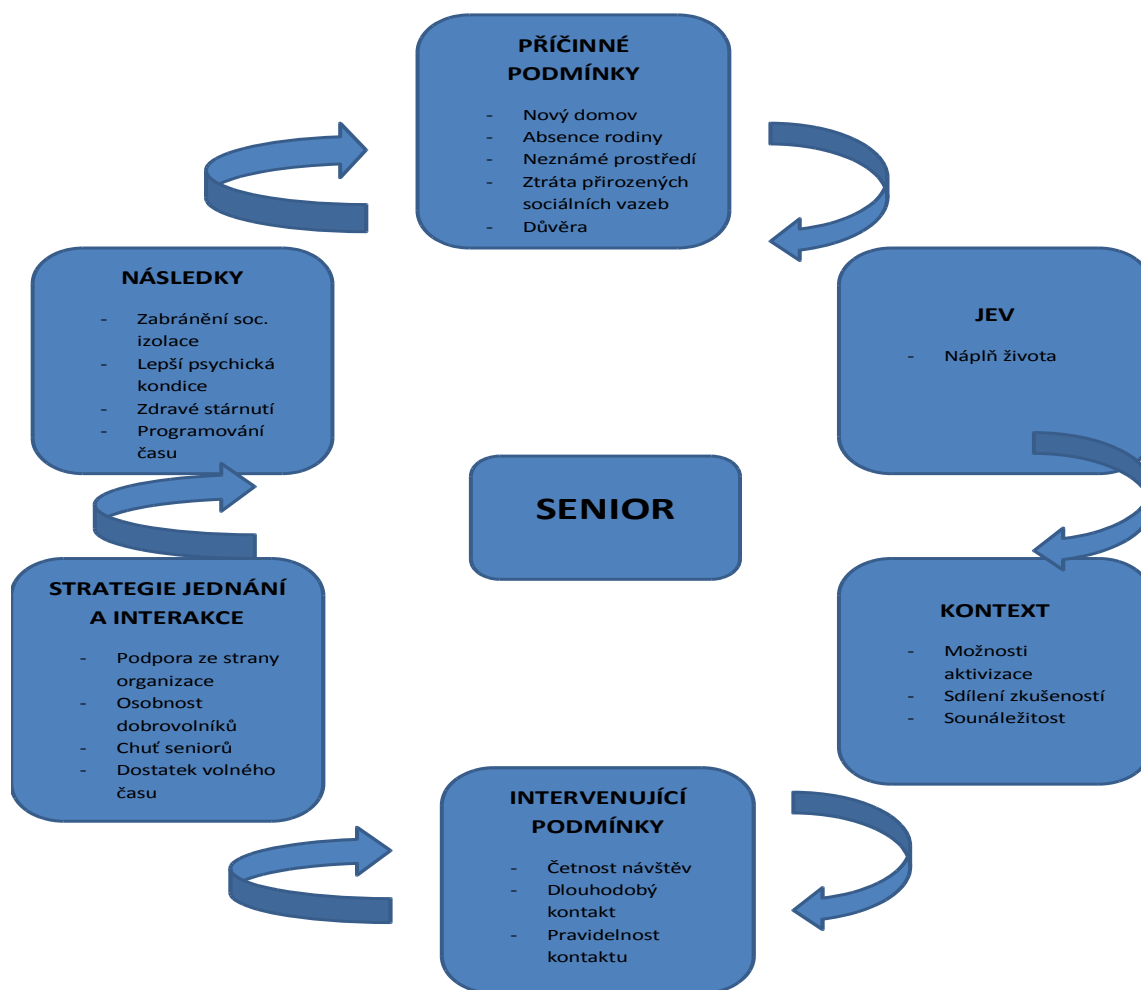 PŘÍČINNÉ
PODMÍNKY
- Nový domov
- Absence rodiny
- Neznámé prostředí
- Ztráta přirozených
sociálních vazeb
- Důvěra
JEV
- Náplň života
KONTEXT
- Možnosti
aktivizace
- Sdílení zkušeností
- Sounáležitost
INTERVENUJÍCÍ
PODMÍNKY
- Četnost návštěv
- Dlouhodobý
kontakt
- Pravidelnost
kontaktu
STRATEGIE JEDNÁNÍ
A INTERAKCE
- Podpora ze strany
organizace
- Osobnost
dobrovolníků
- Chuť seniorů
- Dostatek volného
času
NÁSLEDKY
- Zabránění soc.
izolace
- Lepší psychická
kondice
- Zdravé stárnutí
- Programování
času
SENIOR